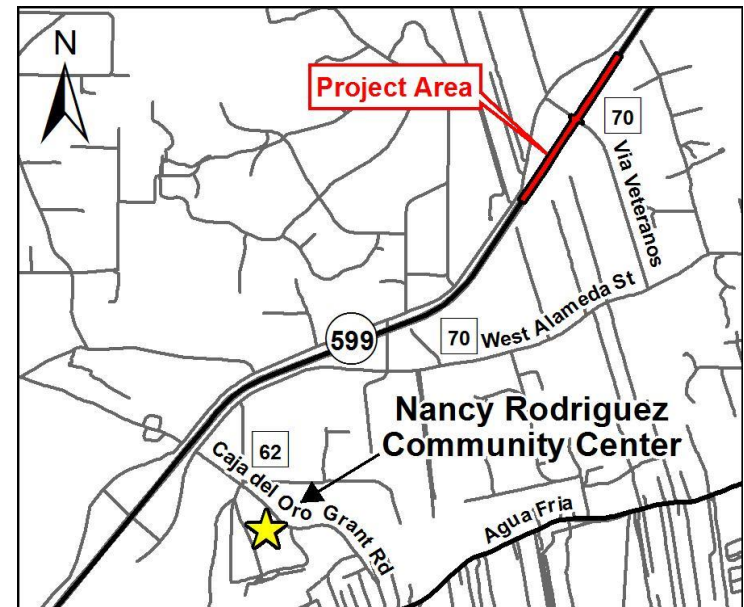 N
Project Area
70
Via Veteranos
70
West Alameda St
599
Nancy Rodriguez
Community Center
62
Caja del Oro Grant Rd
Agua Fria